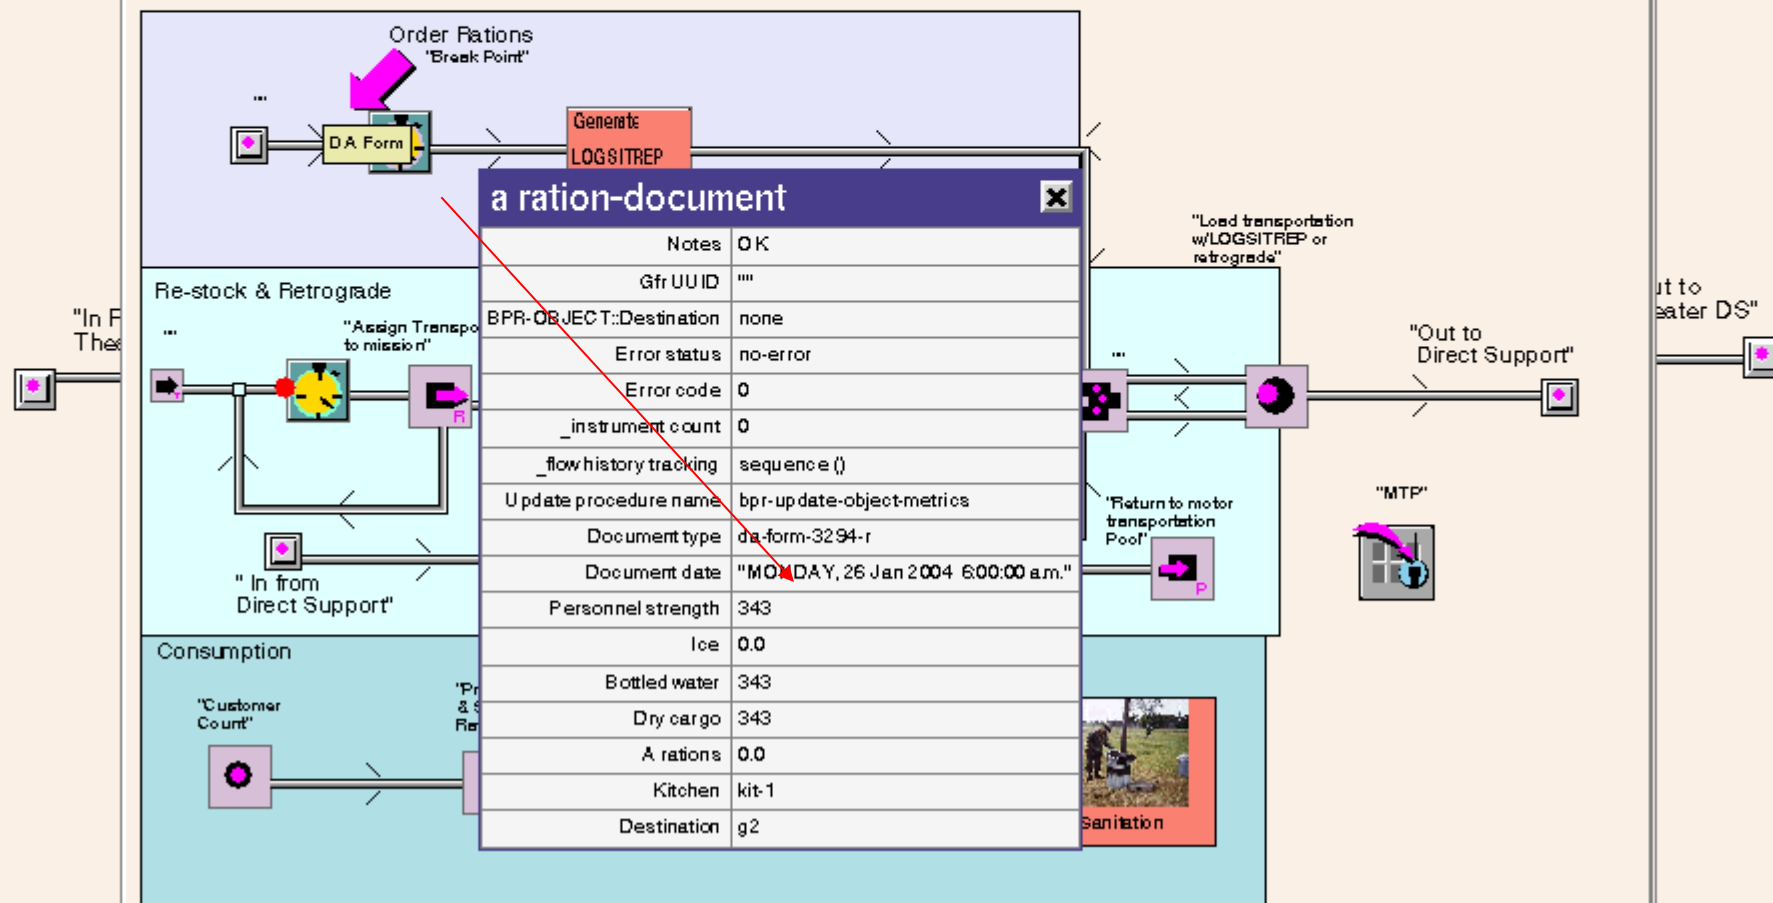 Order Rations
"Break Point"
""
DA Form
Generate
LOGSITREP
a ration-document
Notes OK
Gfr UUID ""
BPR-OBJECT::Destination none
Error status no-error
Error code 0
_instrument count 0
_flow history tracking sequence ()
Update procedure name bpr-update-object-metrics
Document type da-form-3294-r
Document date "MONDAY, 26 Jan 2004 6:00:00 a.m."
Personnel strength 343
Ice 0.0
Bottled water 343
Dry cargo 343
A rations 0.0
Kitchen kit-1
Destination g2
"Load transportation
w/LOGSITREP or
retrograde"
Re-stock & Retrograde
""
"Assign Transpo
to mission"
R
"In F
Thea
""
"Out to
Direct Support"
ut to
eater DS"
"Return to motor
transportation
Pool"
P
"MTP"
" In from
Direct Support"
Consumption
"Customer
Count"
"Pr
& S
Ra
Sanitation